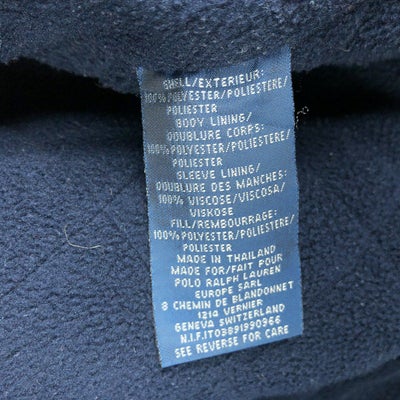 SHELL/EXTERIEUR:
100% POLYESTER/POLIESTERE/
POLIESTER
BODY LINING/
DOUBLURE CORPS:
100% POLYESTER/POLIESTERE/
POLIESTER
SLEEVE LINING/
DOUBLURE DES MANCHES:
100% VISCOSE/VISCOSA/
VISKOSE
FILL/REMBOURRAGE:
100% POLYESTER/POLIESTERE/
POLIESTER
MADE IN THAILAND
MADE FOR/FAIT POUR
POLO RALPH LAUREN
EUROPE SARL
8 CHEMIN DE BLANDONNET
1214 VERNIER
GENEVA SWITZERLAND
N.I.F.IT03891990966
SEE REVERSE FOR CARE